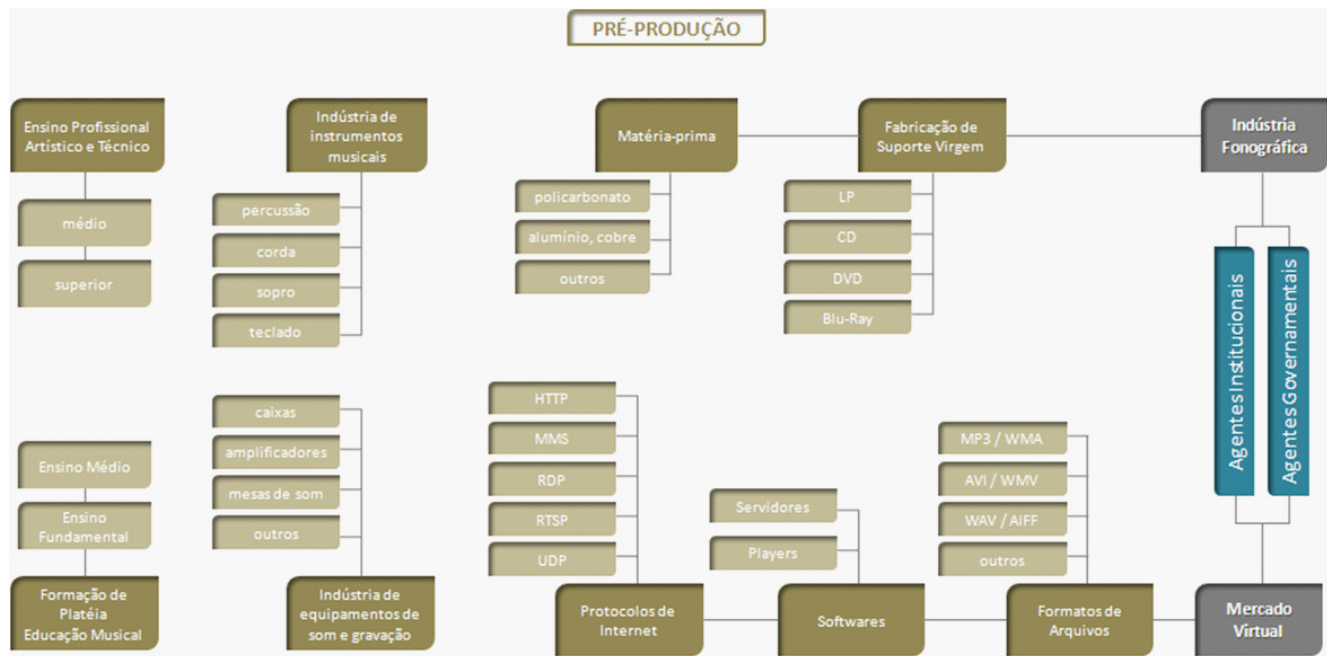 PRÉ-PRODUÇÃO
Ensino Profissional
Artístico e Técnico
médio
superior
Indústria de
instrumentos
musicais
percussão
corda
sopro
teclado
Matéria-prima
policarbonato
alumínio, cobre
outros
Fabricação de
Suporte Virgem
LP
CD
DVD
Blu-Ray
Indústria
Fonográfica
Agentes Institucionais
Agentes Governamentais
Ensino Médio
Ensino
Fundamental
Formação de
Platéia
Educação Musical
caixas
amplificadores
mesas de som
outros
Indústria de
equipamentos de
som e gravação
HTTP
MMS
RDP
RTSP
UDP
Protocolos de
Internet
Servidores
Players
Softwares
MP3 / WMA
AVI / WMV
WAV / AIFF
outros
Formatos de
Arquivos
Mercado
Virtual